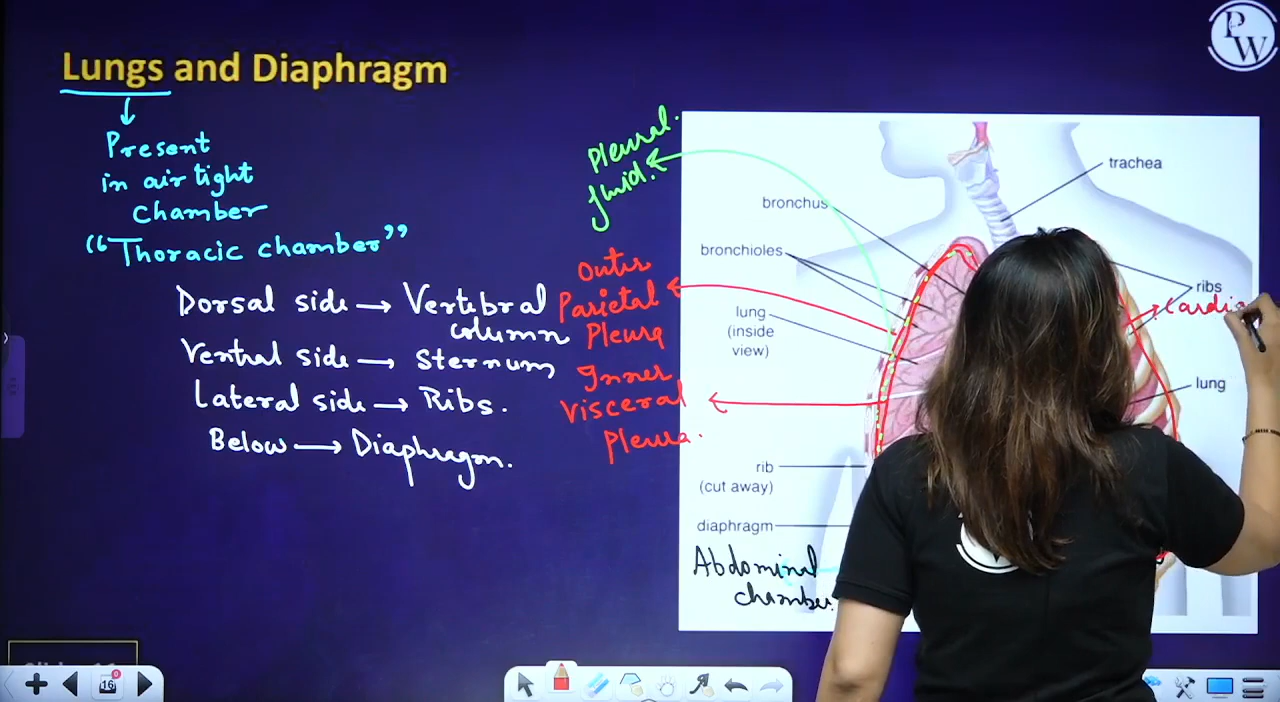 Lungs and Diaphragm
PW
Present
in air tight
chamber
"Thoracic chamber"
Dorsal side → Vertebral
column
Ventral side → Sternum
Lateral side → Ribs.
Below → Diaphragm.
Pleural
fluid.
Outer
Parietal
Pleura
Inner
Visceral
Pleura.
trachea
bronchus
bronchioles
ribs
Cardia
lung
(inside
view)
lung
rib
(cut away)
diaphragm
Abdominal
chamber.
16